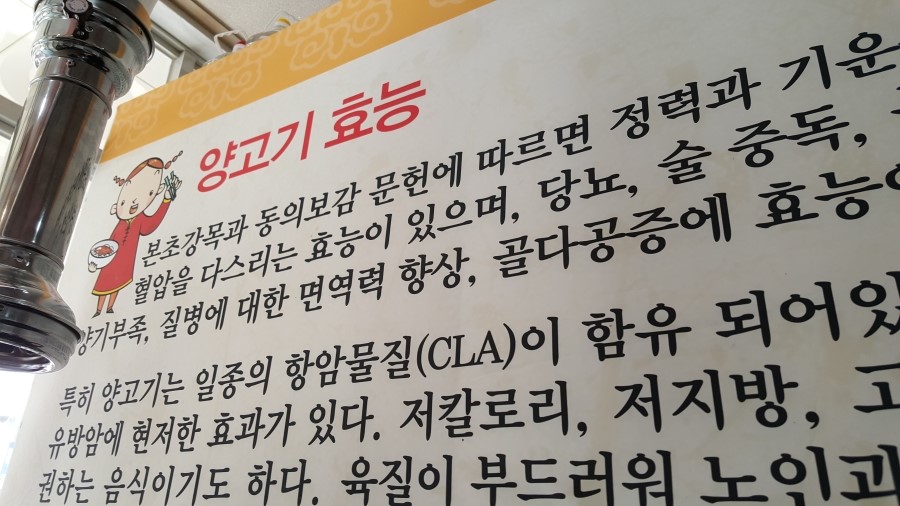 양고기 효능
본초강목과 동의보감 문헌에 따르면 정력과 기운
혈압을 다스리는 효능이 있으며, 당뇨, 술 중독,
양기부족, 질병에 대한 면역력 향상, 골다공증에 효능이
특히 양고기는 일종의 항암물질(CLA)이 함유 되어있
유방암에 현저한 효과가 있다. 저칼로리, 저지방, 고
권하는 음식이기도 하다. 육질이 부드러워 노인과